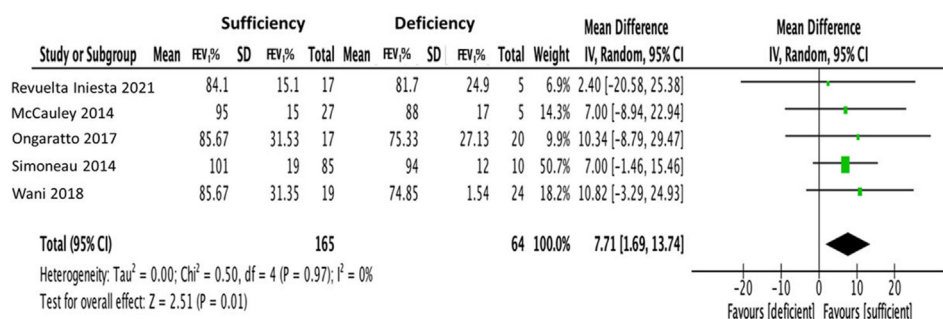 Sufficiency Deficiency Mean Difference Mean Difference
Study or Subgroup Mean FEV₁% SD FEV₁% Total Mean FEV₁% SD FEV₁% Total Weight IV, Random, 95% CI IV, Random, 95% CI
Revuelta Iniesta 2021 84.1 15.1 17 81.7 24.9 5 6.9% 2.40 [-20.58, 25.38]
McCauley 2014 95 15 27 88 17 5 14.3% 7.00 [-8.94, 22.94]
Ongaratto 2017 85.67 31.53 17 75.33 27.13 20 9.9% 10.34 [-8.79, 29.47]
Simoneau 2014 101 19 85 94 12 10 50.7% 7.00 [-1.46, 15.46]
Wani 2018 85.67 31.35 19 74.85 1.54 24 18.2% 10.82 [-3.29, 24.93]
Total (95% CI) 165 64 100.0% 7.71 [1.69, 13.74]
Heterogeneity: Tau² = 0.00; Chi² = 0.50, df = 4 (P = 0.97); I² = 0%
Test for overall effect: Z = 2.51 (P = 0.01)
-20 -10 0 10 20
Favours [deficient] Favours [sufficient]